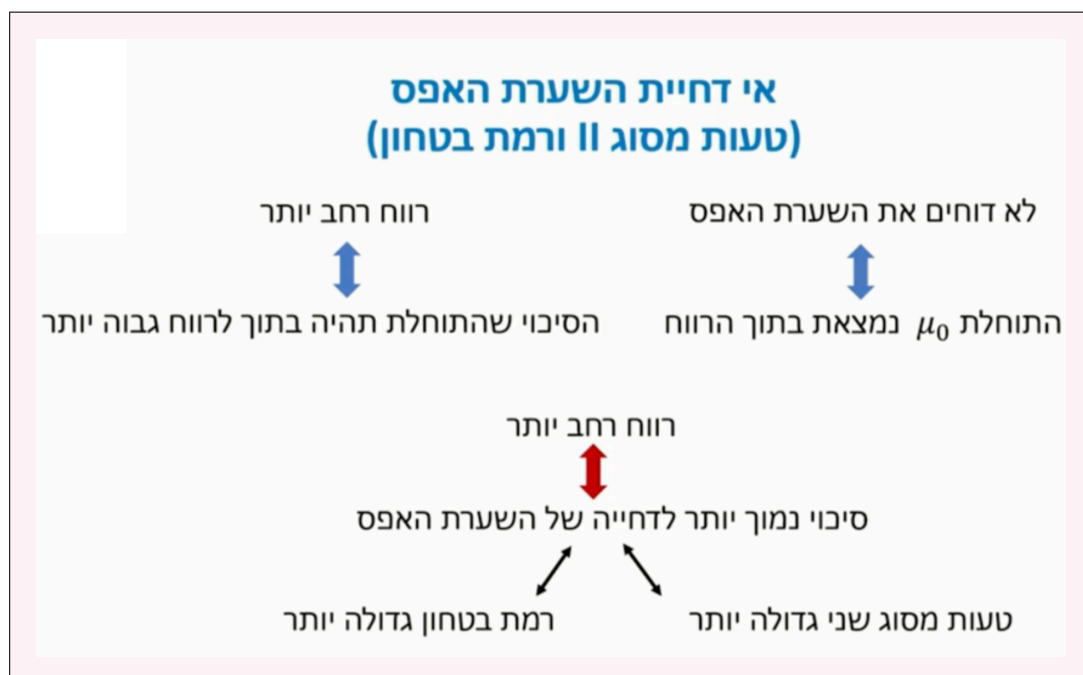 אי דחיית השערת האפס
(טעות מסוג II ורמת בטחון)
לא דוחים את השערת האפס
התוחלת μ₀ נמצאת בתוך הרווח
רווח רחב יותר
הסיכוי שהתוחלת תהיה בתוך לרווח גבוה יותר
רווח רחב יותר
סיכוי נמוך יותר לדחייה של השערת האפס
טעות מסוג שני גדולה יותר
רמת בטחון גדולה יותר